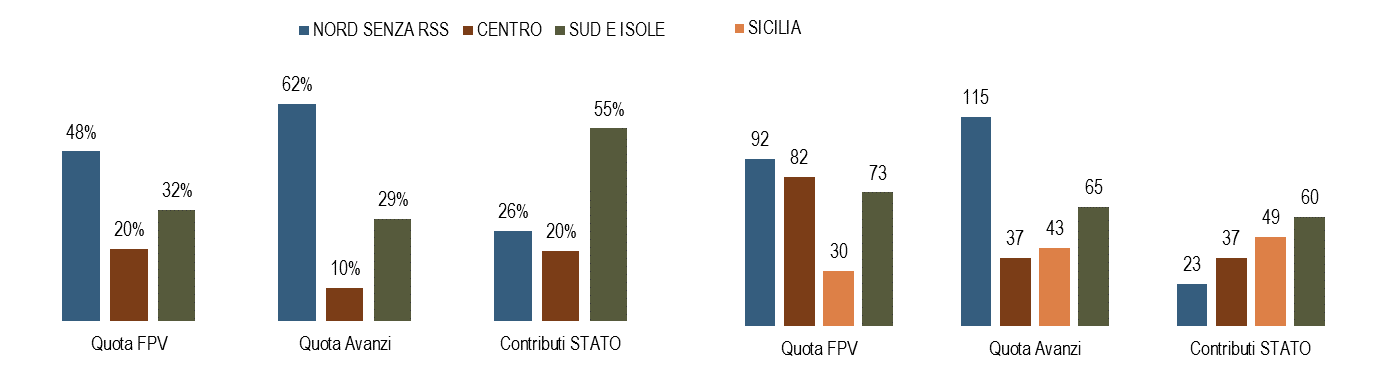 NORD SENZA RSS CENTRO SUD E ISOLE SICILIA
48% 20% 32%
62% 10% 29%
26% 20% 55%
Quota FPV Quota Avanzi Contributi STATO
92 82 30 73
115 37 43 65
23 37 49 60
Quota FPV Quota Avanzi Contributi STATO